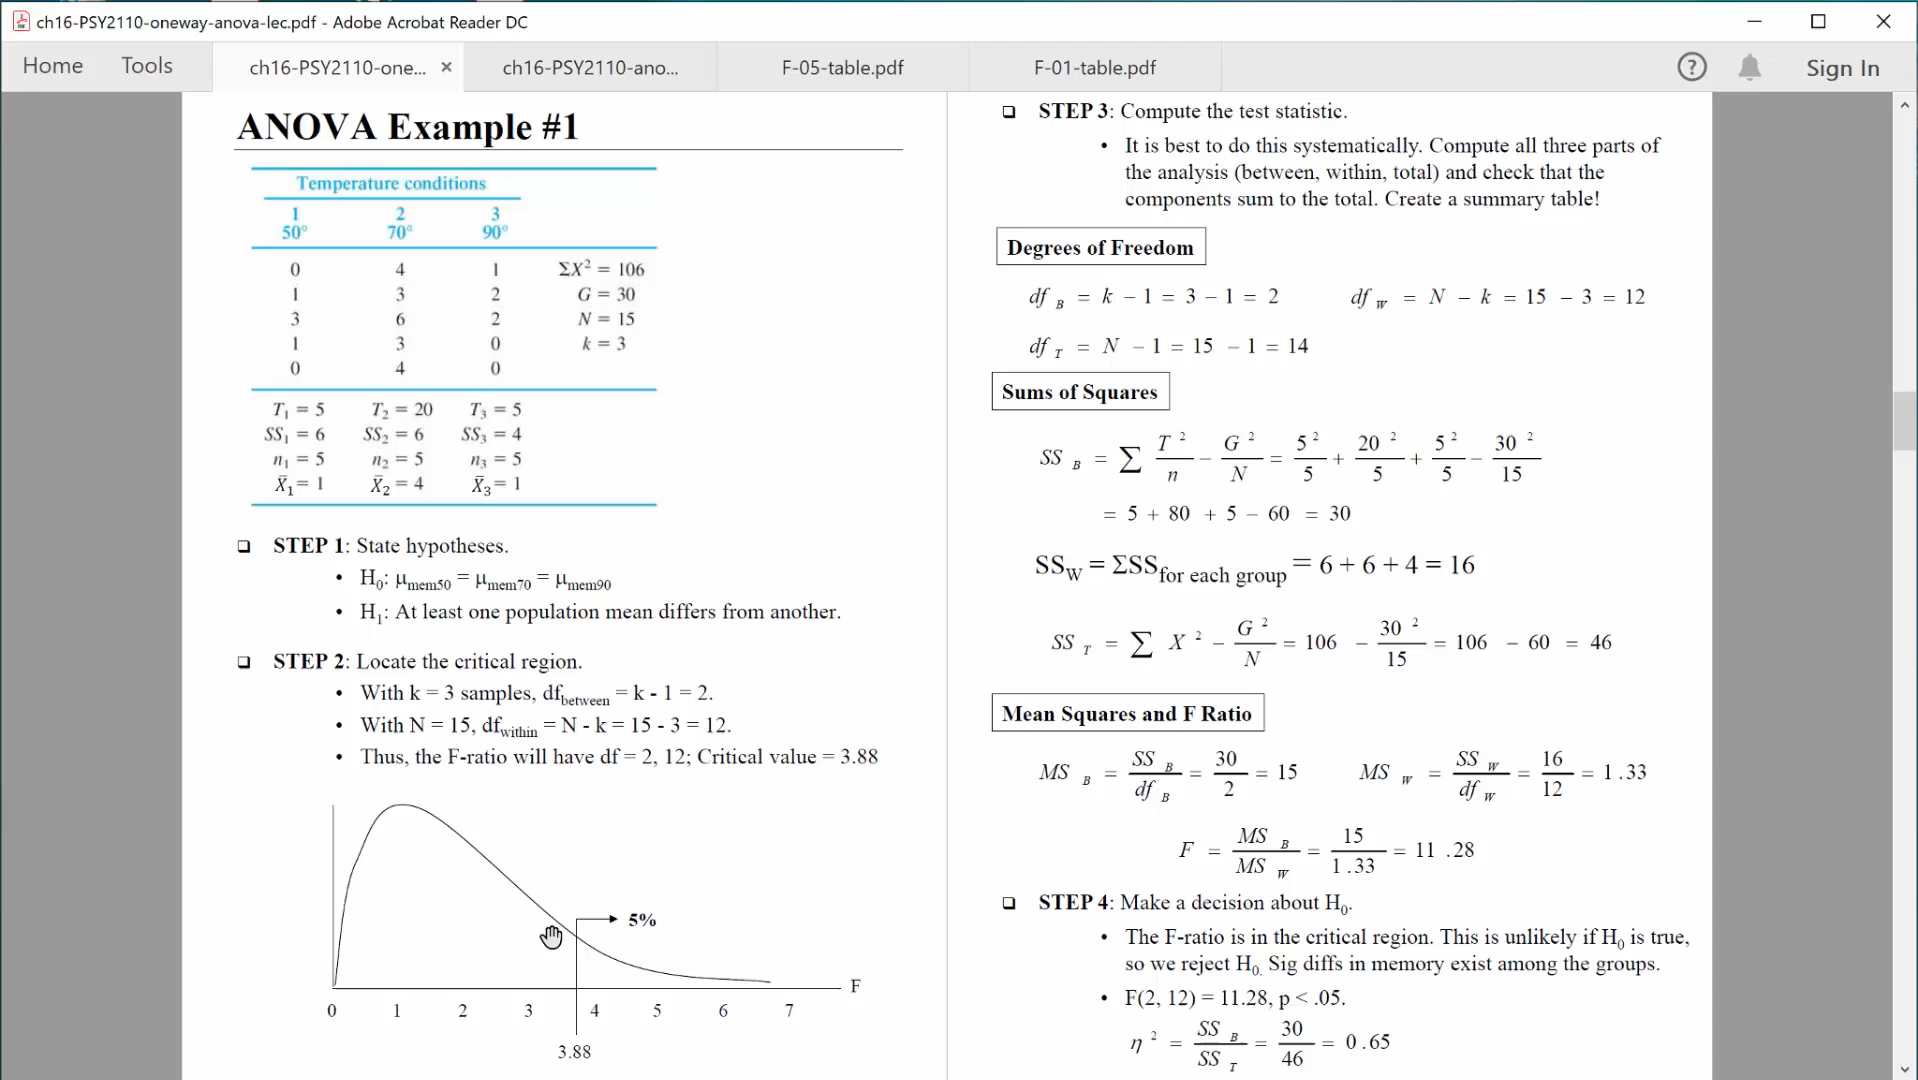 ch16-PSY2110-oneway-anova-lec.pdf - Adobe Acrobat Reader DC
Home Tools ch16-PSY2110-one... × ch16-PSY2110-ano... F-05-table.pdf F-01-table.pdf ? Sign In
ANOVA Example #1
Temperature conditions
1 2 3
50° 70° 90°
0 4 1 ΣX² = 106
1 3 2 G = 30
3 6 2 N = 15
1 3 0 k = 3
0 4 0
T₁ = 5 T₂ = 20 T₃ = 5
SS₁ = 6 SS₂ = 6 SS₃ = 4
n₁ = 5 n₂ = 5 n₃ = 5
X̄₁ = 1 X̄₂ = 4 X̄₃ = 1
❑ STEP 1: State hypotheses.
• H₀: μmem50 = μmem70 = μmem90
• H₁: At least one population mean differs from another.
❑ STEP 2: Locate the critical region.
• With k = 3 samples, dfbetween = k - 1 = 2.
• With N = 15, dfwithin = N - k = 15 - 3 = 12.
• Thus, the F-ratio will have df = 2, 12; Critical value = 3.88
5%
F
0 1 2 3 4 5 6 7
3.88
❑ STEP 3: Compute the test statistic.
• It is best to do this systematically. Compute all three parts of
the analysis (between, within, total) and check that the
components sum to the total. Create a summary table!
Degrees of Freedom
df B = k − 1 = 3 − 1 = 2 df W = N − k = 15 − 3 = 12
df T = N − 1 = 15 − 1 = 14
Sums of Squares
SS B = ∑ T²/n − G²/N = 5²/5 + 20²/5 + 5²/5 − 30²/15
= 5 + 80 + 5 − 60 = 30
SSW = ΣSSfor each group = 6 + 6 + 4 = 16
SS T = ∑ X² − G²/N = 106 − 30²/15 = 106 − 60 = 46
Mean Squares and F Ratio
MS B = SS B/df B = 30/2 = 15 MS W = SS W/df W = 16/12 = 1.33
F = MS B/MS W = 15/1.33 = 11.28
❑ STEP 4: Make a decision about H₀.
• The F-ratio is in the critical region. This is unlikely if H₀ is true,
so we reject H₀. Sig diffs in memory exist among the groups.
• F(2, 12) = 11.28, p < .05.
η² = SS B/SS T = 30/46 = 0.65